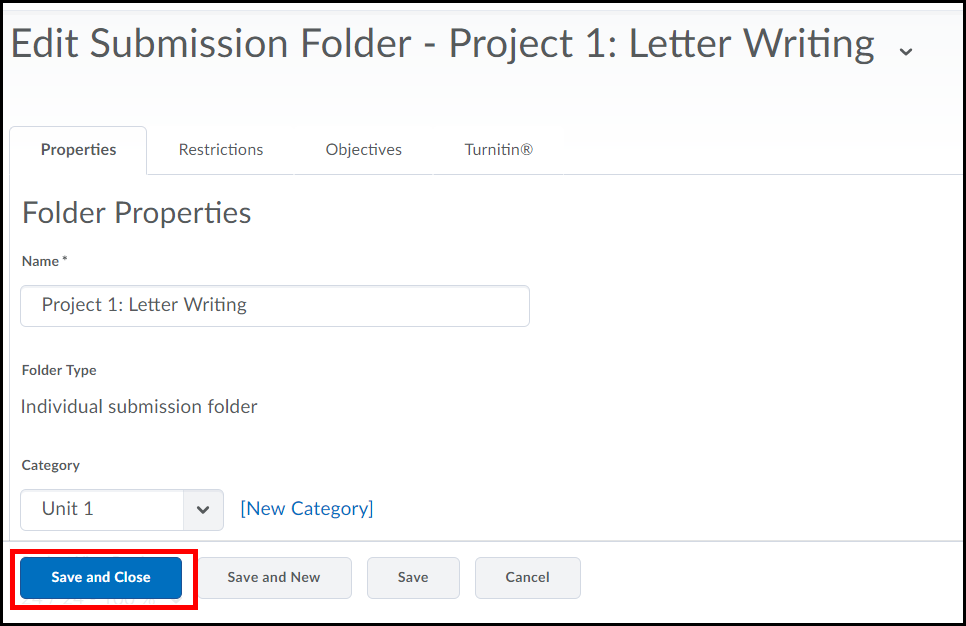 Edit Submission Folder - Project 1: Letter Writing
Properties Restrictions Objectives Turnitin®
Folder Properties
Name *
Project 1: Letter Writing
Folder Type
Individual submission folder
Category
Unit 1 [New Category]
Save and Close Save and New Save Cancel